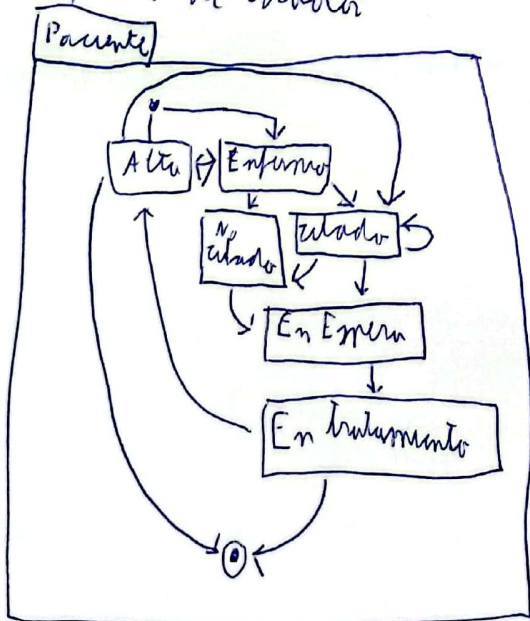 Paciente
Alta
Enfermo
No
citado
citado
En Espera
En tratamiento